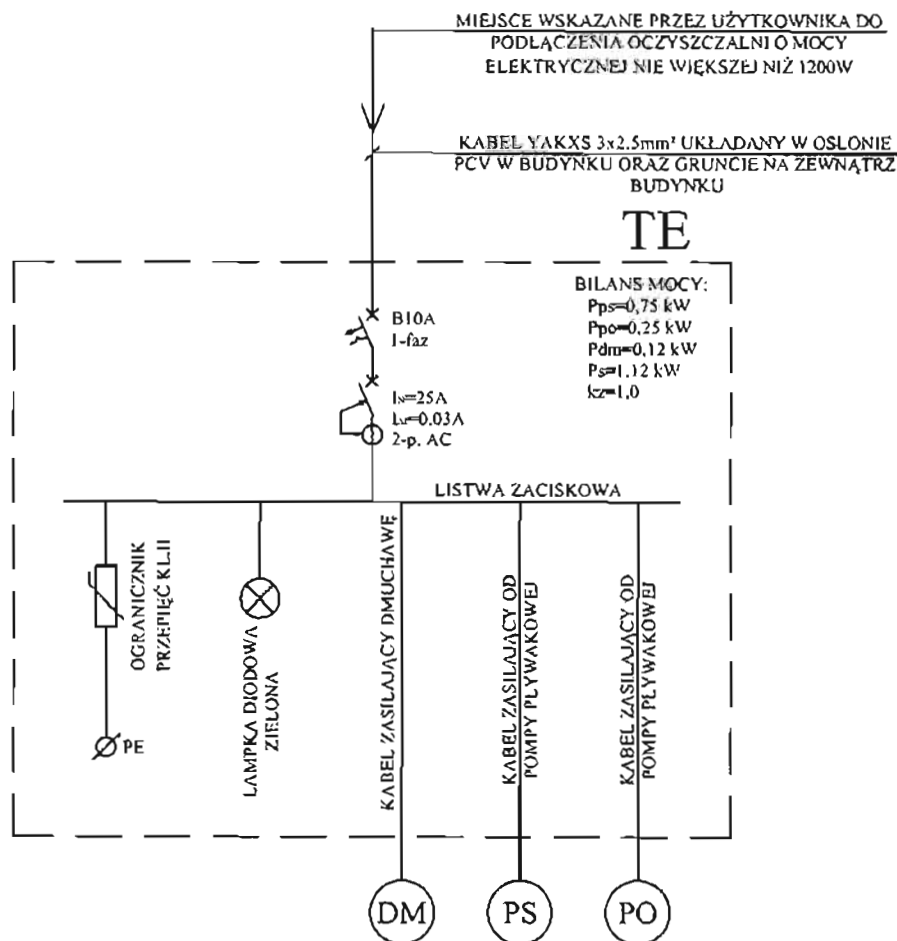 MIEJSCE WSKAZANE PRZEZ UŻYTKOWNIKA DO
PODŁĄCZENIA OCZYSZCZALNI O MOCY
ELEKTRYCZNEJ NIE WIĘKSZEJ NIŻ 1200W
KABEL YAKXS 3x2.5mm² UKŁADANY W OSŁONIE
PCV W BUDYNKU ORAZ GRUNCIE NA ZEWNĄTRZ
BUDYNKU
TE
BILANS MOCY:
Pps=0,75 kW
Ppo=0,25 kW
Pdm=0,12 kW
Ps=1,12 kW
kz=1,0
B10A
1-faz
=25A
=0.03A
2-p. AC
LISTWA ZACISKOWA
OGRANICZNIK
PRZEPIĘĆ KL.II
PE
LAMPKA DIODOWA
ZIELONA
KABEL ZASILAJĄCY DMUCHAWĘ
KABEL ZASILAJĄCY OD
POMPY PŁYWAKOWEJ
KABEL ZASILAJĄCY OD
POMPY PŁYWAKOWEJ
DM
PS
PO